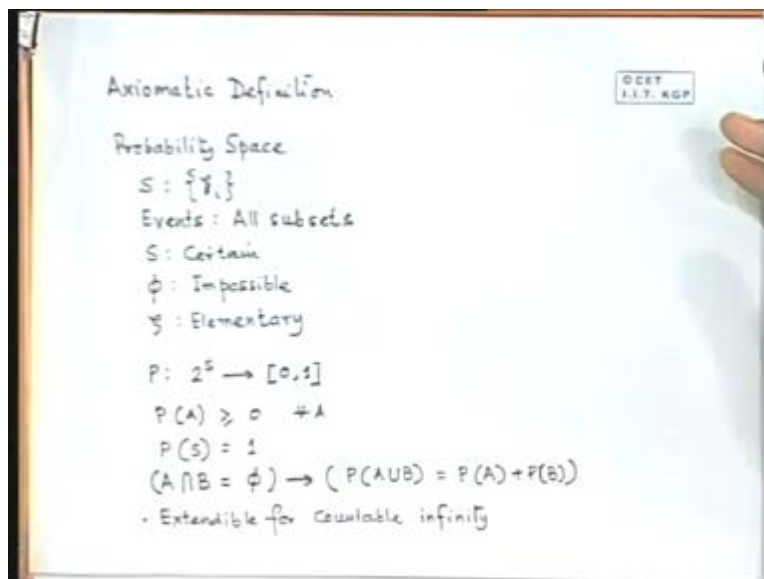 Axiomatic Definition
OCET
I.I.T. KGP
Probability Space
S : {ξi}
Events : All subsets
S : Certain
φ : Impossible
ξ : Elementary
P : 2^S → [0,1]
P(A) ≥ 0 ∀A
P(S) = 1
(A∩B = φ) → (P(A∪B) = P(A)+P(B))
· Extendible for countable infinity